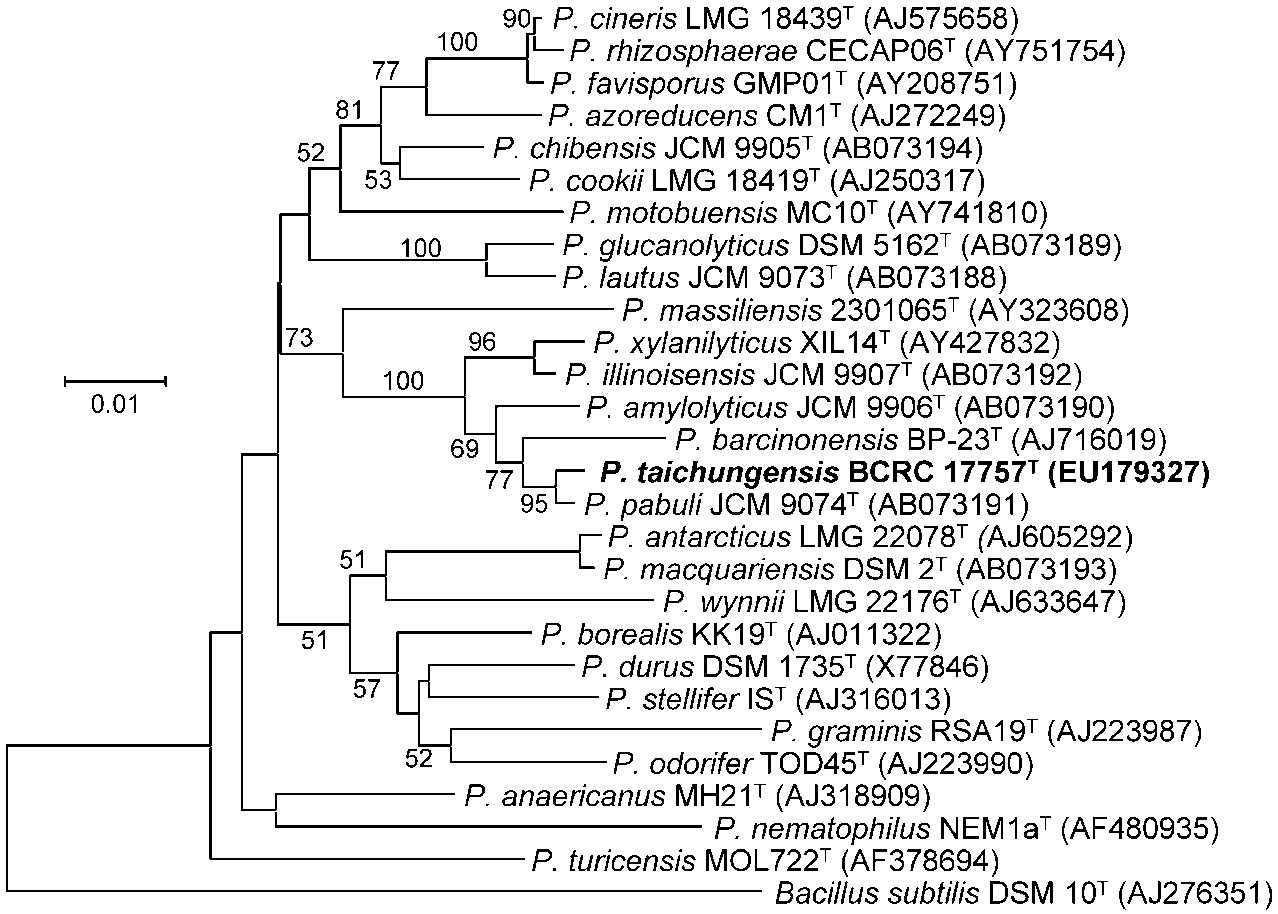 90 P. cineris LMG 18439ᵀ (AJ575658)
100 P. rhizosphaerae CECAP06ᵀ (AY751754)
77 P. favisporus GMP01ᵀ (AY208751)
81 P. azoreducens CM1ᵀ (AJ272249)
52 P. chibensis JCM 9905ᵀ (AB073194)
53 P. cookii LMG 18419ᵀ (AJ250317)
P. motobuensis MC10ᵀ (AY741810)
100 P. glucanolyticus DSM 5162ᵀ (AB073189)
P. lautus JCM 9073ᵀ (AB073188)
P. massiliensis 2301065ᵀ (AY323608)
73 96 P. xylanilyticus XIL14ᵀ (AY427832)
100 P. illinoisensis JCM 9907ᵀ (AB073192)
0.01 P. amylolyticus JCM 9906ᵀ (AB073190)
69 P. barcinonensis BP-23ᵀ (AJ716019)
77 P. taichungensis BCRC 17757ᵀ (EU179327)
95 P. pabuli JCM 9074ᵀ (AB073191)
P. antarcticus LMG 22078ᵀ (AJ605292)
51 P. macquariensis DSM 2ᵀ (AB073193)
P. wynnii LMG 22176ᵀ (AJ633647)
51 P. borealis KK19ᵀ (AJ011322)
P. durus DSM 1735ᵀ (X77846)
57 P. stellifer ISᵀ (AJ316013)
P. graminis RSA19ᵀ (AJ223987)
52 P. odorifer TOD45ᵀ (AJ223990)
P. anaericanus MH21ᵀ (AJ318909)
P. nematophilus NEM1aᵀ (AF480935)
P. turicensis MOL722ᵀ (AF378694)
Bacillus subtilis DSM 10ᵀ (AJ276351)